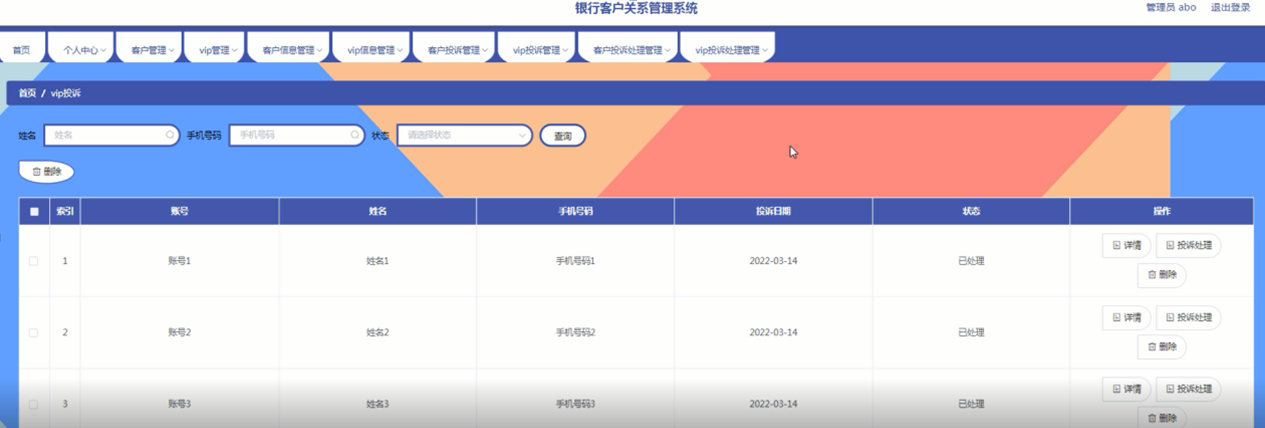 银行客户关系管理系统
管理员 abo 退出登录
首页 个人中心 客户管理 vip管理 客户信息管理 vip信息管理 客户投诉管理 vip投诉管理 客户投诉处理管理 vip投诉处理管理
首页 / vip投诉
姓名 姓名 手机号码 手机号码 状态 请选择状态 查询
删除
索引 账号 姓名 手机号码 投诉日期 状态 操作
1 账号1 姓名1 手机号码1 2022-03-14 已处理 详情 投诉处理
删除
2 账号2 姓名2 手机号码2 2022-03-14 已处理 详情 投诉处理
删除
3 账号3 姓名3 手机号码3 2022-03-14 已处理 详情 投诉处理
删除